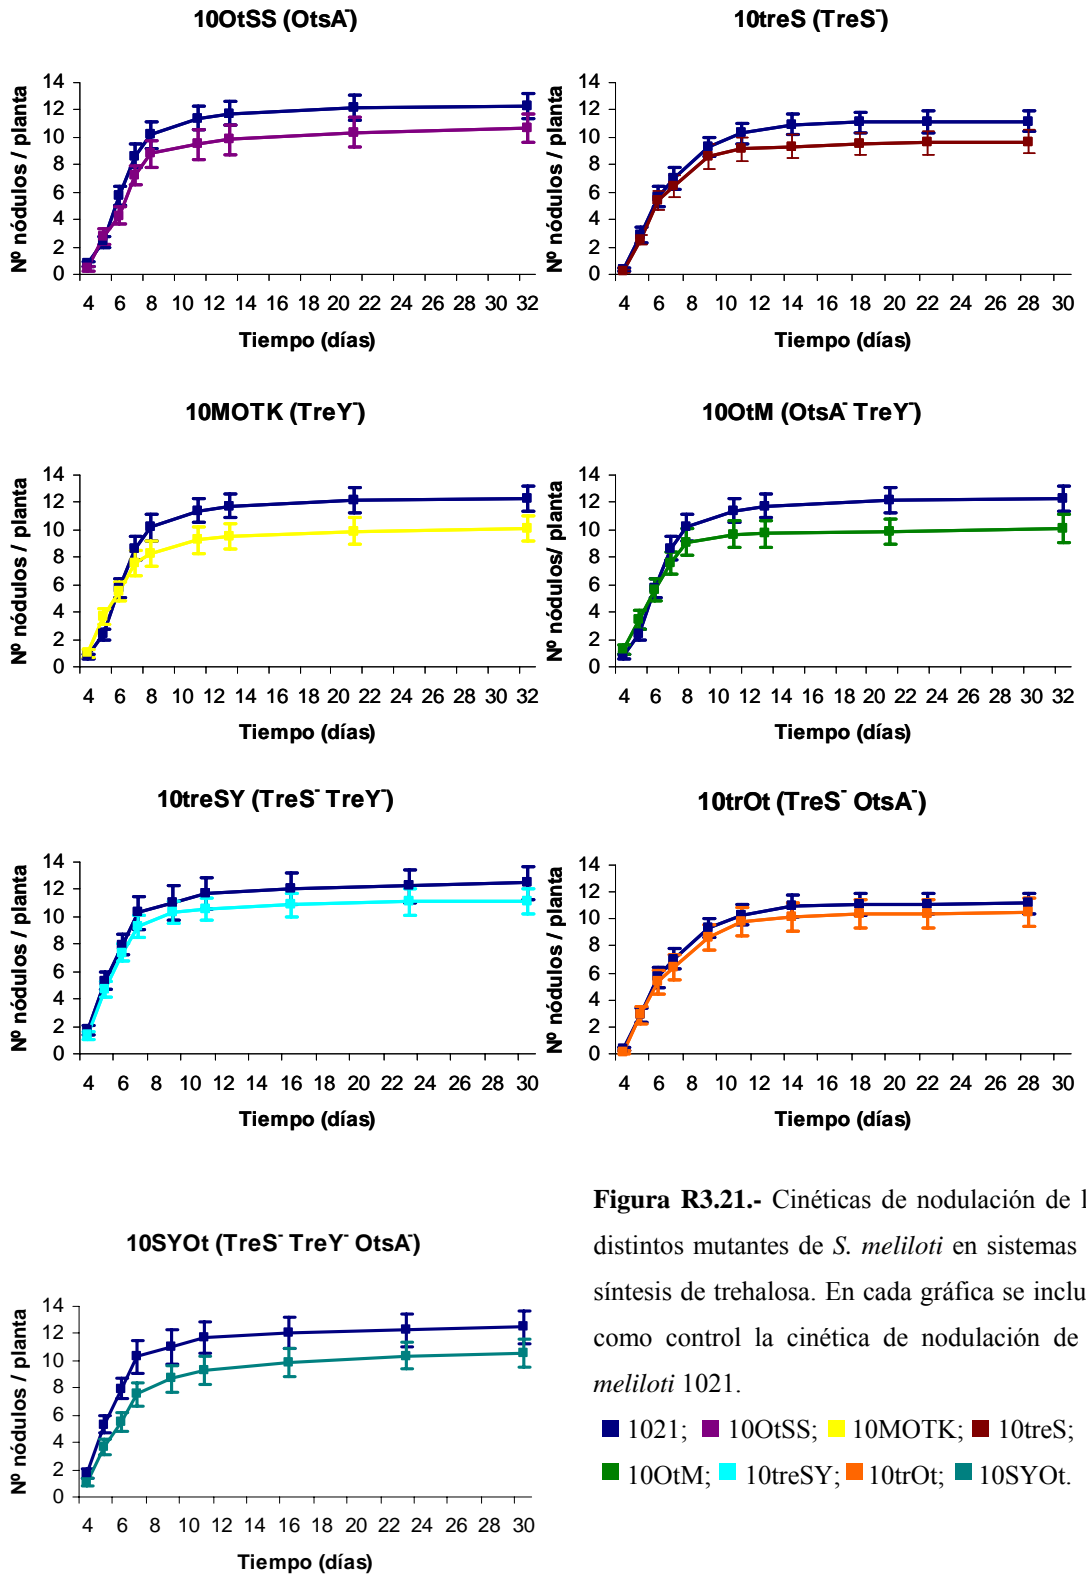 10OtSS (OtsA-)
Nº nódulos / planta
14
12
10
8
6
4
2
0
4 6 8 10 12 14 16 18 20 22 24 26 28 30 32
Tiempo (días)
10treS (TreS-)
Nº nódulos / planta
14
12
10
8
6
4
2
0
4 6 8 10 12 14 16 18 20 22 24 26 28 30
Tiempo (días)
10MOTK (TreY-)
Nº nódulos / planta
14
12
10
8
6
4
2
0
4 6 8 10 12 14 16 18 20 22 24 26 28 30 32
Tiempo (días)
10OtM (OtsA- TreY-)
Nº nódulos/ planta
14
12
10
8
6
4
2
0
4 6 8 10 12 14 16 18 20 22 24 26 28 30 32
Tiempo (días)
10treSY (TreS- TreY-)
Nº nódulos / planta
14
12
10
8
6
4
2
0
4 6 8 10 12 14 16 18 20 22 24 26 28 30
Tiempo (días)
10trOt (TreS- OtsA-)
Nº nódulos / planta
14
12
10
8
6
4
2
0
4 6 8 10 12 14 16 18 20 22 24 26 28 30
Tiempo (días)
10SYOt (TreS- TreY- OtsA-)
Nº nódulos / planta
14
12
10
8
6
4
2
0
4 6 8 10 12 14 16 18 20 22 24 26 28 30
Tiempo (días)
Figura R3.21.- Cinéticas de nodulación de l
distintos mutantes de S. meliloti en sistemas
síntesis de trehalosa. En cada gráfica se inclu
como control la cinética de nodulación de
meliloti 1021.
1021; 10OtSS; 10MOTK; 10treS;
10OtM; 10treSY; 10trOt; 10SYOt.